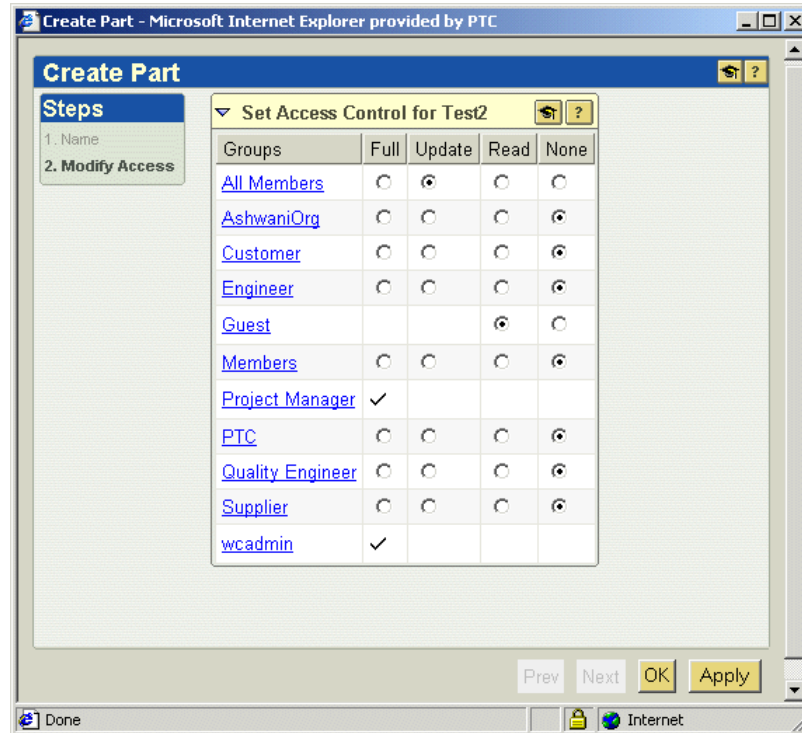 Create Part - Microsoft Internet Explorer provided by PTC
Create Part
?
Steps
1. Name
2. Modify Access
Set Access Control for Test2
?
Groups Full Update Read None
All Members
AshwaniOrg
Customer
Engineer
Guest
Members
Project Manager
PTC
Quality Engineer
Supplier
wcadmin
Prev Next OK Apply
Done Internet